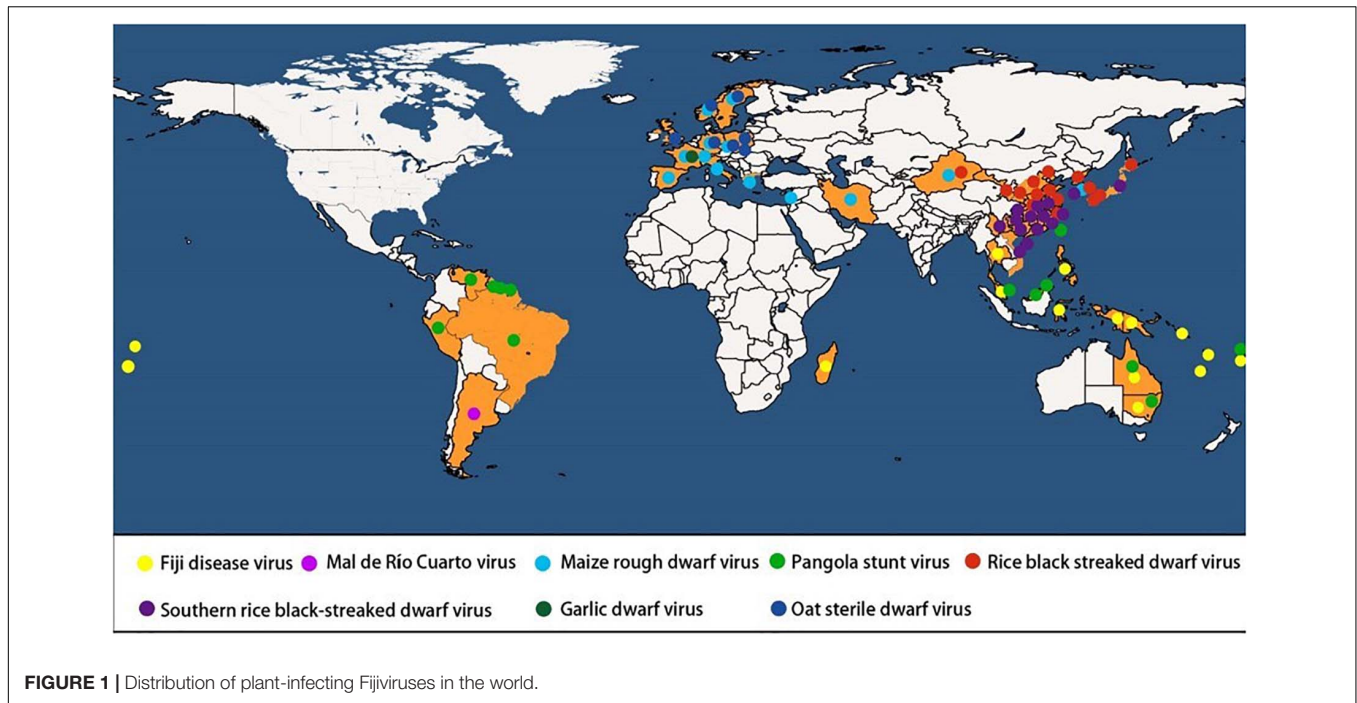 Fiji disease virus Mal de Río Cuarto virus Maize rough dwarf virus Pangola stunt virus Rice black streaked dwarf virus
Southern rice black-streaked dwarf virus Garlic dwarf virus Oat sterile dwarf virus
FIGURE 1 | Distribution of plant-infecting Fijiviruses in the world.